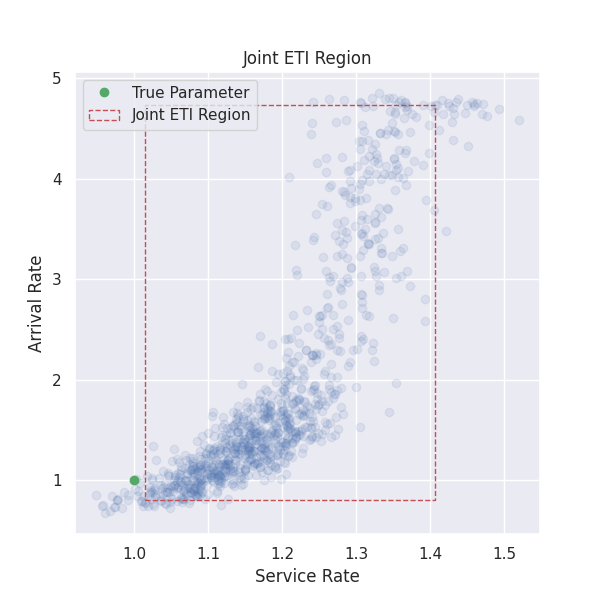 Joint ETI Region
True Parameter
Joint ETI Region
5
4
3
2
1
Arrival Rate
1.0 1.1 1.2 1.3 1.4 1.5
Service Rate